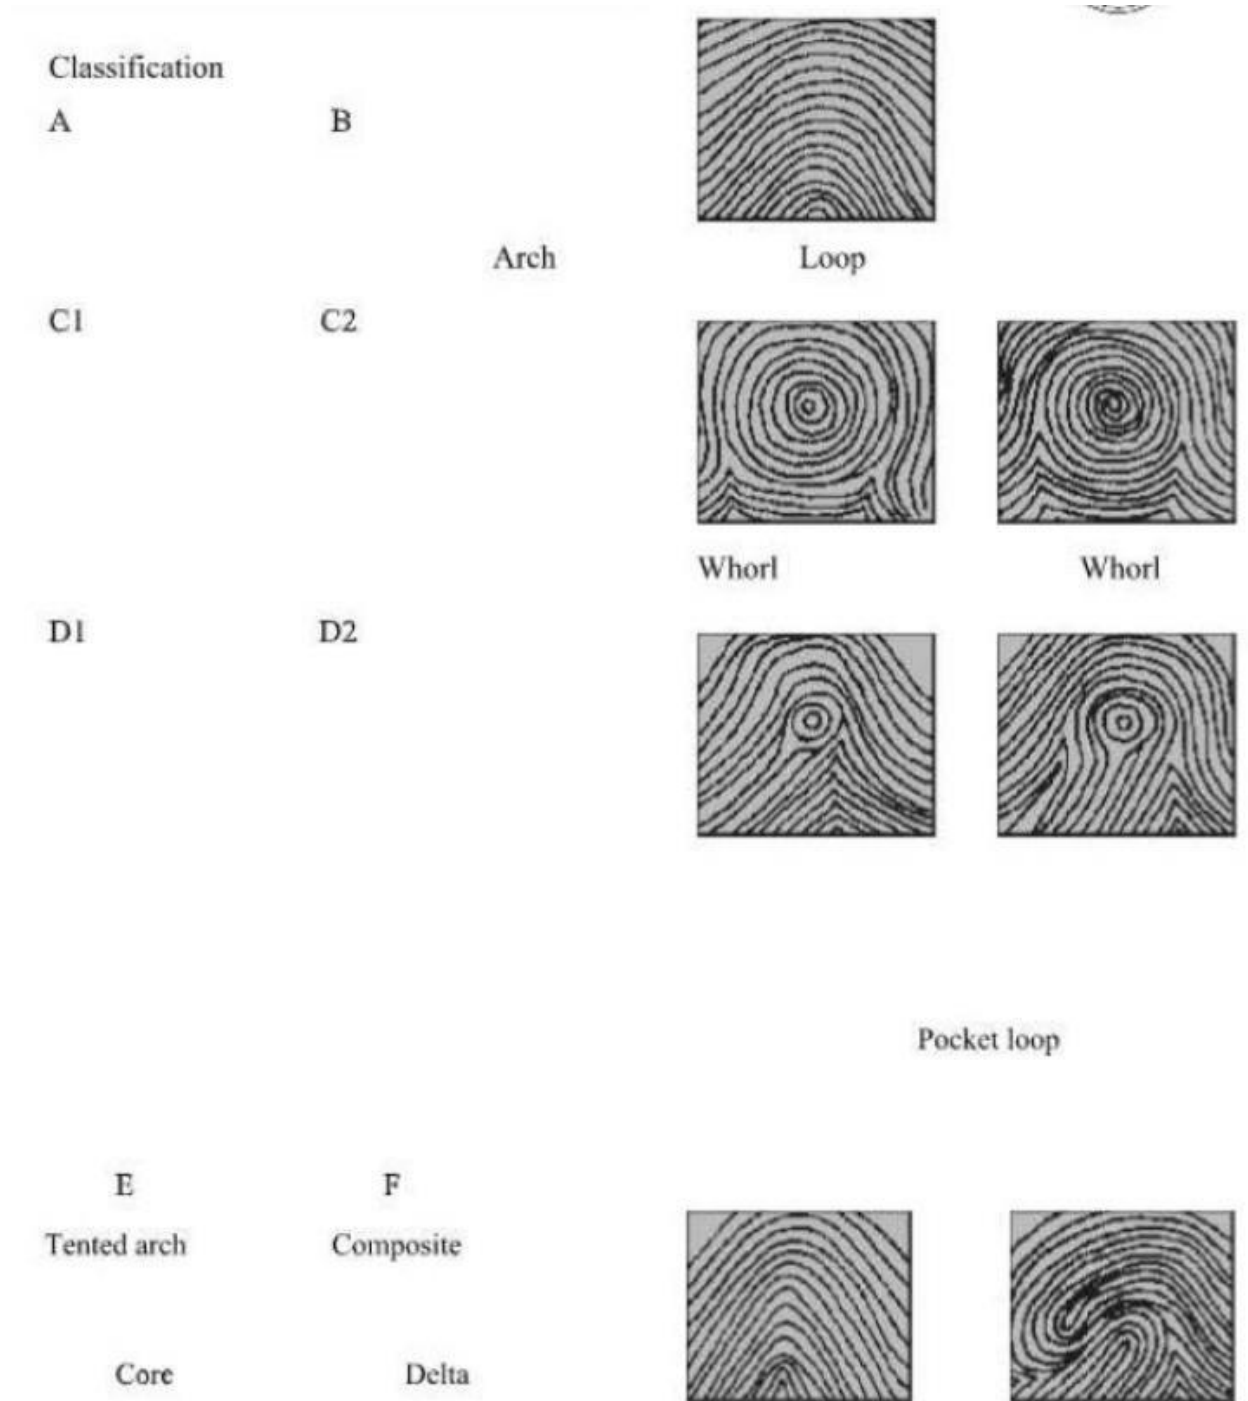 Classification
A B
Arch Loop
C1 C2
Whorl Whorl
D1 D2
Pocket loop
E F
Tented arch Composite
Core Delta